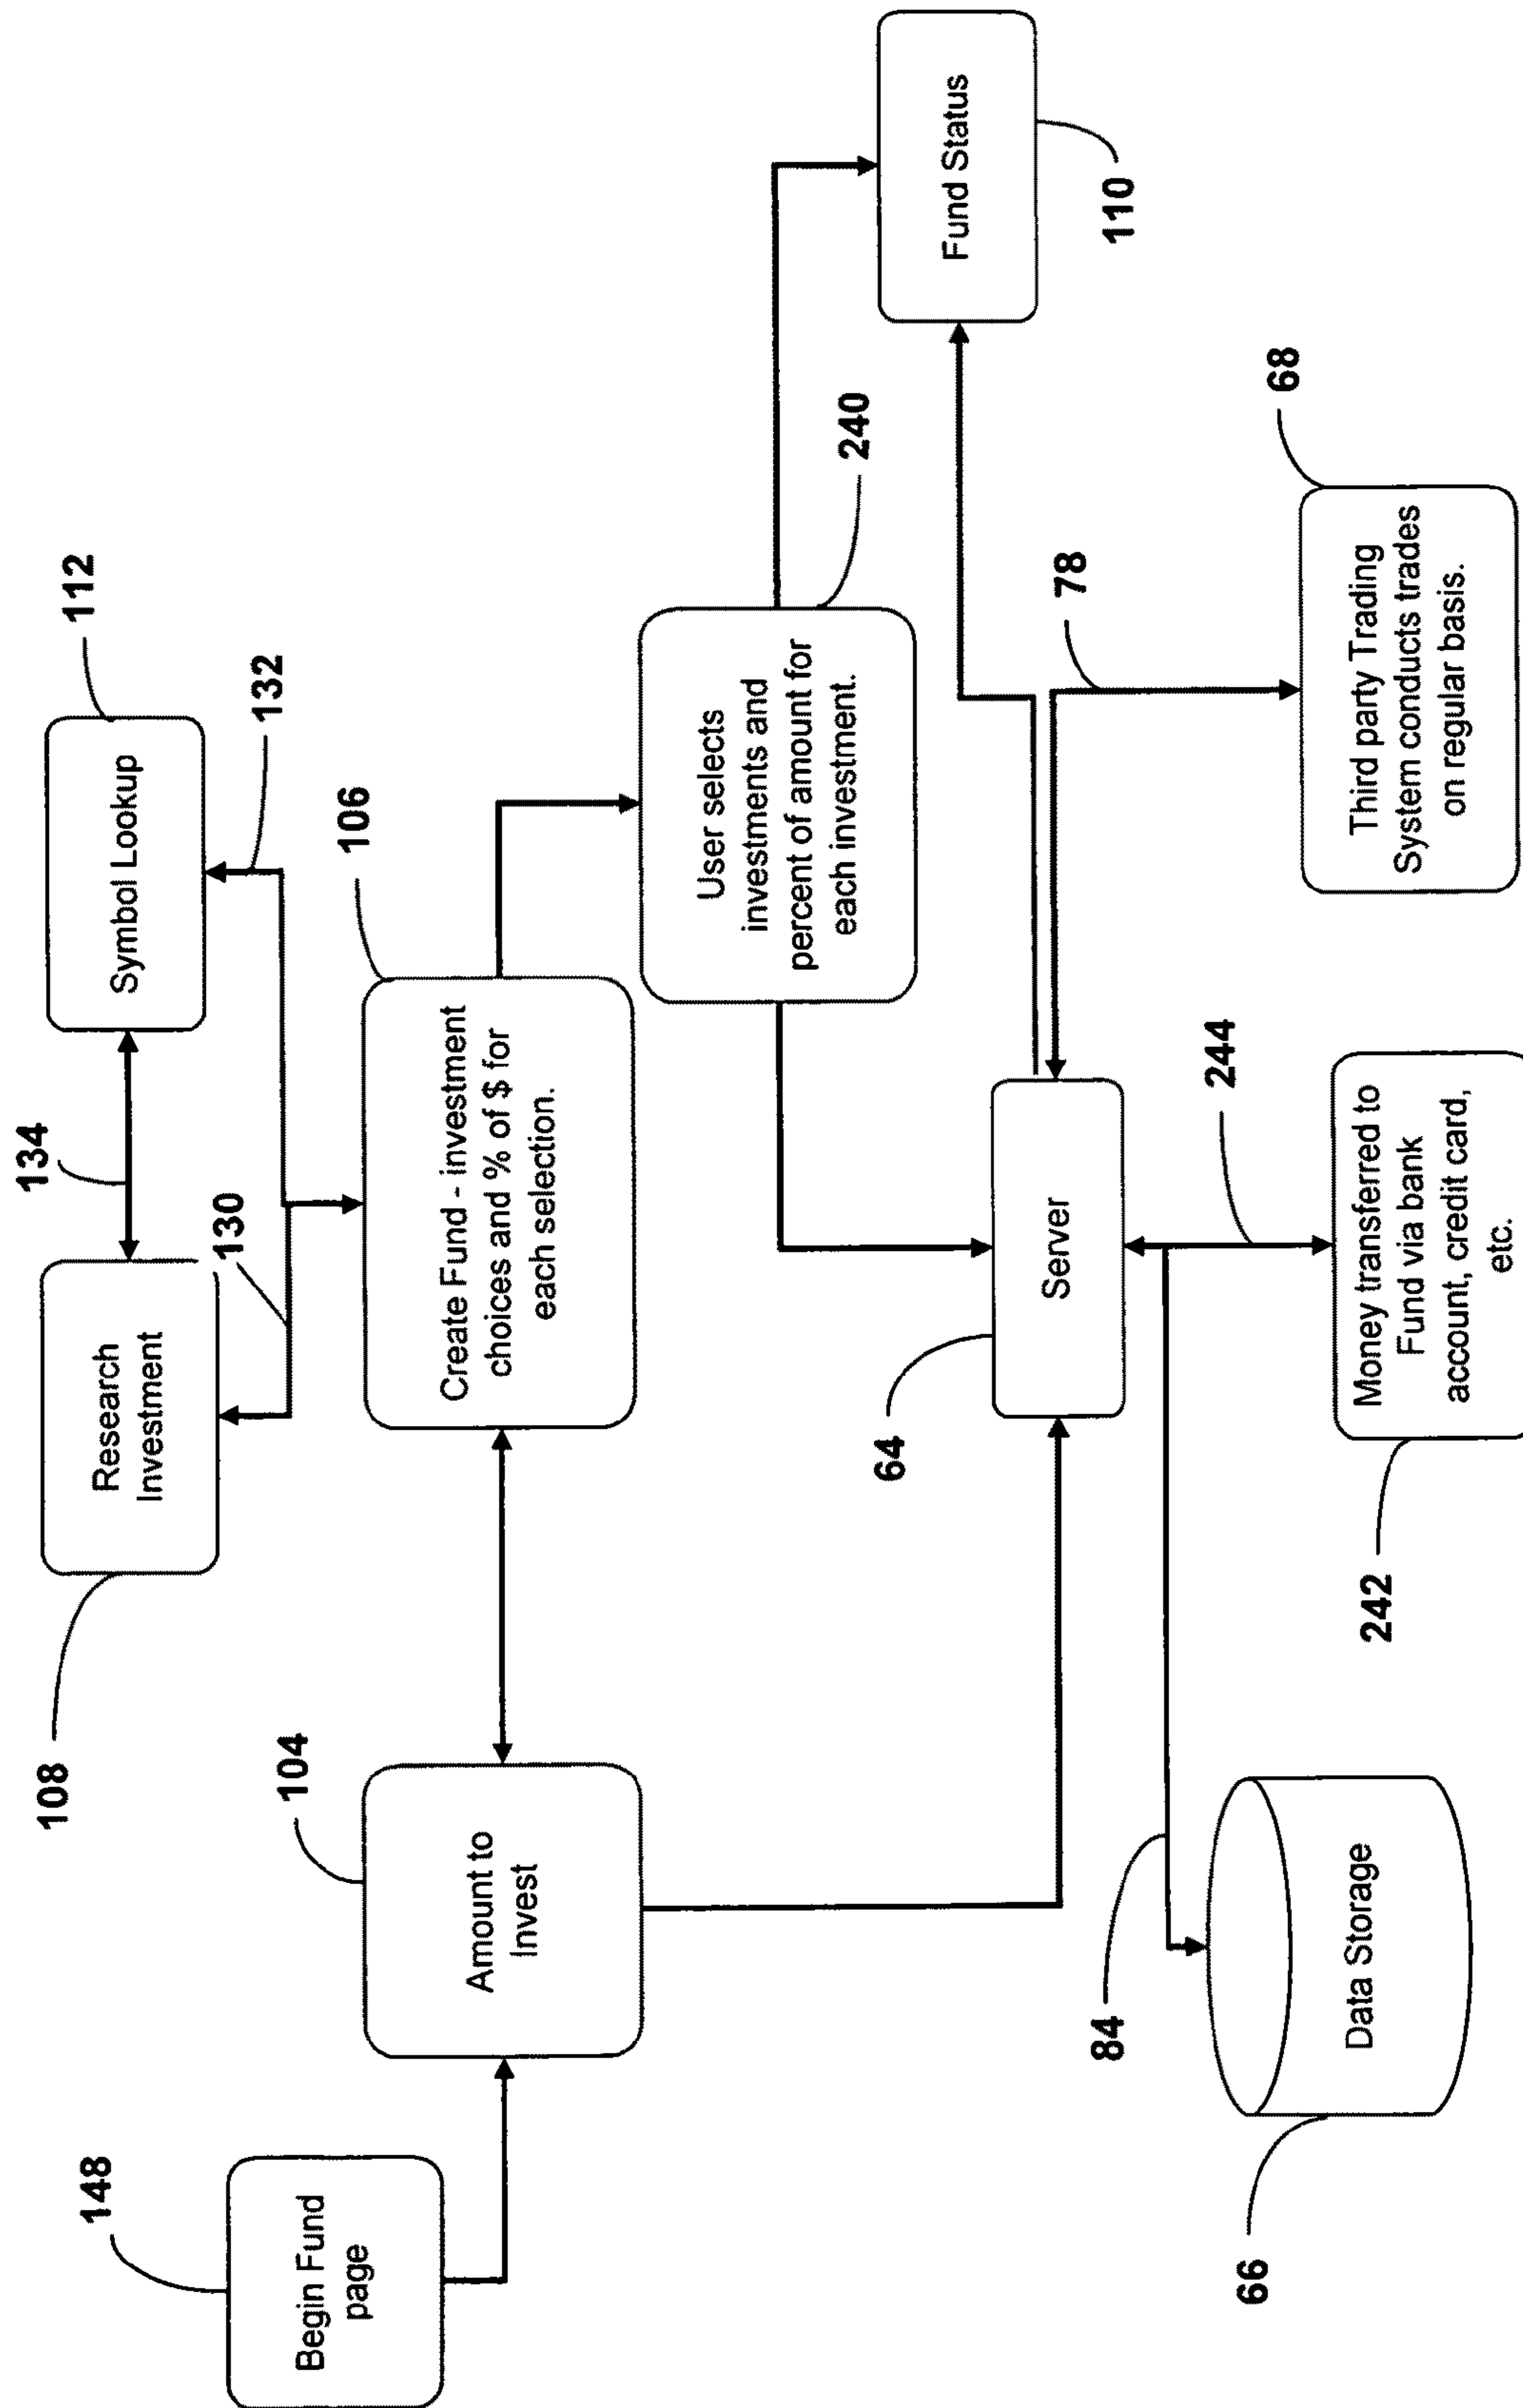 108
134
112
Research
Investment
Symbol Lookup
130
132
148
104
106
Begin Fund
page
Amount to
Invest
Create Fund - investment
choices and % of $ for
each selection.
User selects
investments and
percent of amount for
each investment.
240
64
Server
Fund Status
110
84
244
78
68
66
Data Storage
242
Money transferred to
Fund via bank
account, credit card,
etc.
Third party Trading
System conducts trades
on regular basis.